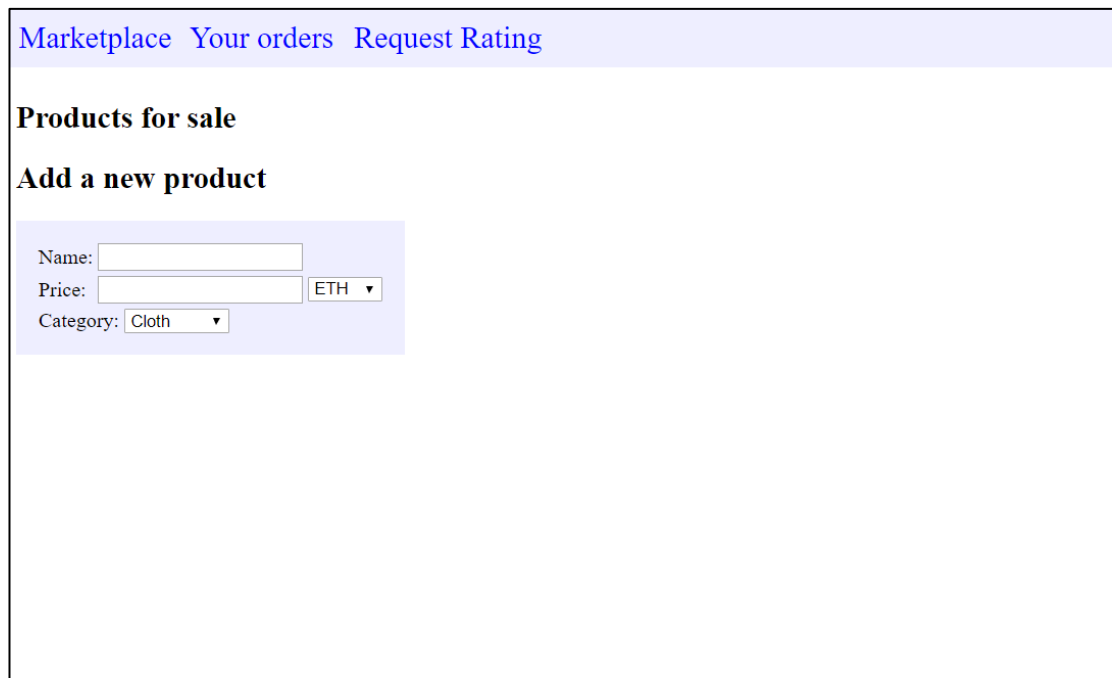 Marketplace Your orders Request Rating
Products for sale
Add a new product
Name:
Price: ETH
Category: Cloth